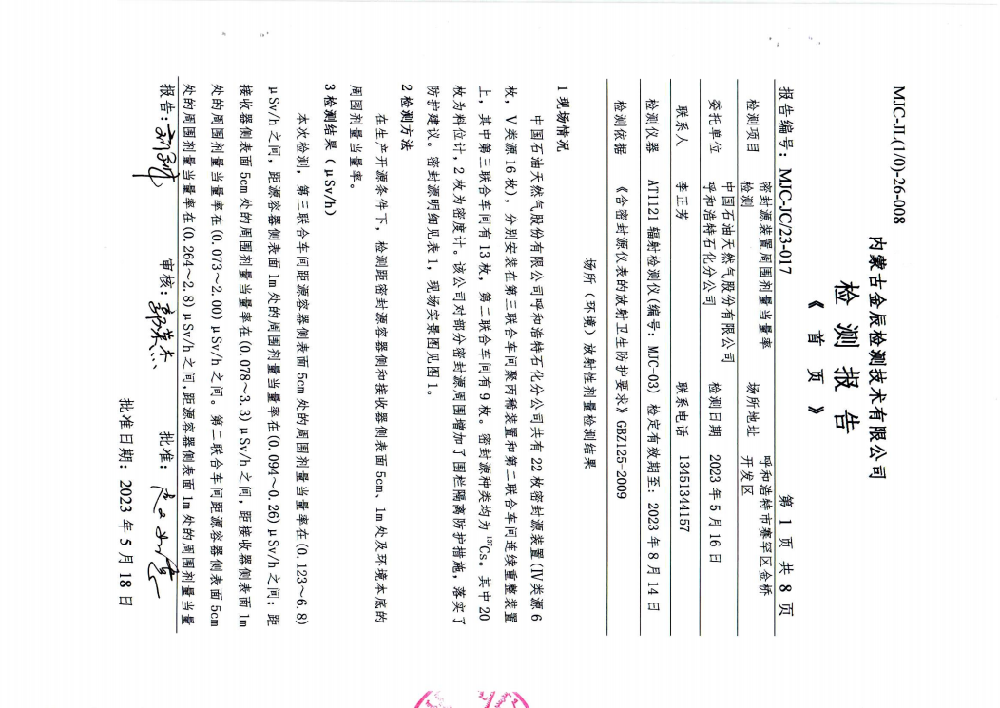 MJC-JL(1/0)-26-008
内蒙古金辰检测技术有限公司
检 测 报 告
《 首 页 》
报告编号：MJC-JC/23-017 第 1 页 共 8 页
检测项目 密封源装置周围剂量当量率检测 场所地址 呼和浩特市赛罕区金桥开发区
委托单位 中国石油天然气股份有限公司呼和浩特石化分公司 检测日期 2023 年 5 月 16 日
联系人 李正芳 联系电话 13451344157
检测仪器 AT1121 辐射检测仪(编号：MJC-03) 检定有效期至：2023 年 8 月 14 日
检测依据 《含密封源仪表的放射卫生防护要求》GBZ125-2009
场所（环境）放射性剂量检测结果
1 现场情况
中国石油天然气股份有限公司呼和浩特石化分公司共有 22 枚密封源装置(Ⅳ类源 6
枚，Ⅴ类源 16 枚)，分别安装在第三联合车间聚丙稀装置和第二联合车间连续重整装置
上，其中第三联合车间有 13 枚，第二联合车间有 9 枚。密封源种类均为 ¹³⁷Cs。其中 20
枚为料位计，2 枚为密度计。该公司对部分密封源周围增加了围栏隔离防护措施，落实了
防护建议。密封源明细见表 1，现场实景图见图 1。
2 检测方法
在生产开源条件下，检测距密封源容器侧和接收器侧表面 5cm、1m 处及环境本底的
周围剂量当量率。
3 检测结果（μSv/h）
本次检测，第三联合车间距源容器侧表面 5cm 处的周围剂量当量率在(0.123～6.8)
μSv/h 之间，距源容器侧表面 1m 处的周围剂量当量率在(0.094～0.26)μSv/h 之间；距
接收器侧表面 5cm 处的周围剂量当量率在(0.078～3.3)μSv/h 之间，距接收器侧表面 1m
处的周围剂量当量率在(0.073～2.00)μSv/h 之间。第二联合车间距源容器侧表面 5cm
处的周围剂量当量率在(0.264～2.8)μSv/h 之间，距源容器侧表面 1m 处的周围剂量当量
报告： 审核： 批准：
批准日期：2023 年 5 月 18 日